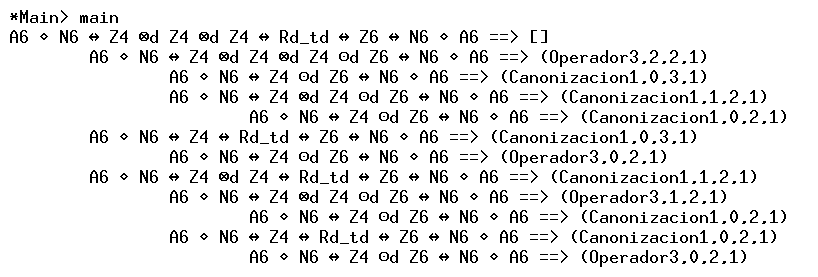 *Main> main
A6 ⋄ N6 ↔ Z4 ⊗d Z4 ⊗d Z4 ↔ Rd_td ↔ Z6 ↔ N6 ⋄ A6 ==> []
A6 ⋄ N6 ↔ Z4 ⊗d Z4 ⊗d Z4 ⊙d Z6 ↔ N6 ⋄ A6 ==> (Operador3,2,2,1)
A6 ⋄ N6 ↔ Z4 ⊙d Z6 ↔ N6 ⋄ A6 ==> (Canonizacion1,0,3,1)
A6 ⋄ N6 ↔ Z4 ⊗d Z4 ⊙d Z6 ↔ N6 ⋄ A6 ==> (Canonizacion1,1,2,1)
A6 ⋄ N6 ↔ Z4 ⊙d Z6 ↔ N6 ⋄ A6 ==> (Canonizacion1,0,2,1)
A6 ⋄ N6 ↔ Z4 ↔ Rd_td ↔ Z6 ↔ N6 ⋄ A6 ==> (Canonizacion1,0,3,1)
A6 ⋄ N6 ↔ Z4 ⊙d Z6 ↔ N6 ⋄ A6 ==> (Operador3,0,2,1)
A6 ⋄ N6 ↔ Z4 ⊗d Z4 ↔ Rd_td ↔ Z6 ↔ N6 ⋄ A6 ==> (Canonizacion1,1,2,1)
A6 ⋄ N6 ↔ Z4 ⊗d Z4 ⊙d Z6 ↔ N6 ⋄ A6 ==> (Operador3,1,2,1)
A6 ⋄ N6 ↔ Z4 ⊙d Z6 ↔ N6 ⋄ A6 ==> (Canonizacion1,0,2,1)
A6 ⋄ N6 ↔ Z4 ↔ Rd_td ↔ Z6 ↔ N6 ⋄ A6 ==> (Canonizacion1,0,2,1)
A6 ⋄ N6 ↔ Z4 ⊙d Z6 ↔ N6 ⋄ A6 ==> (Operador3,0,2,1)